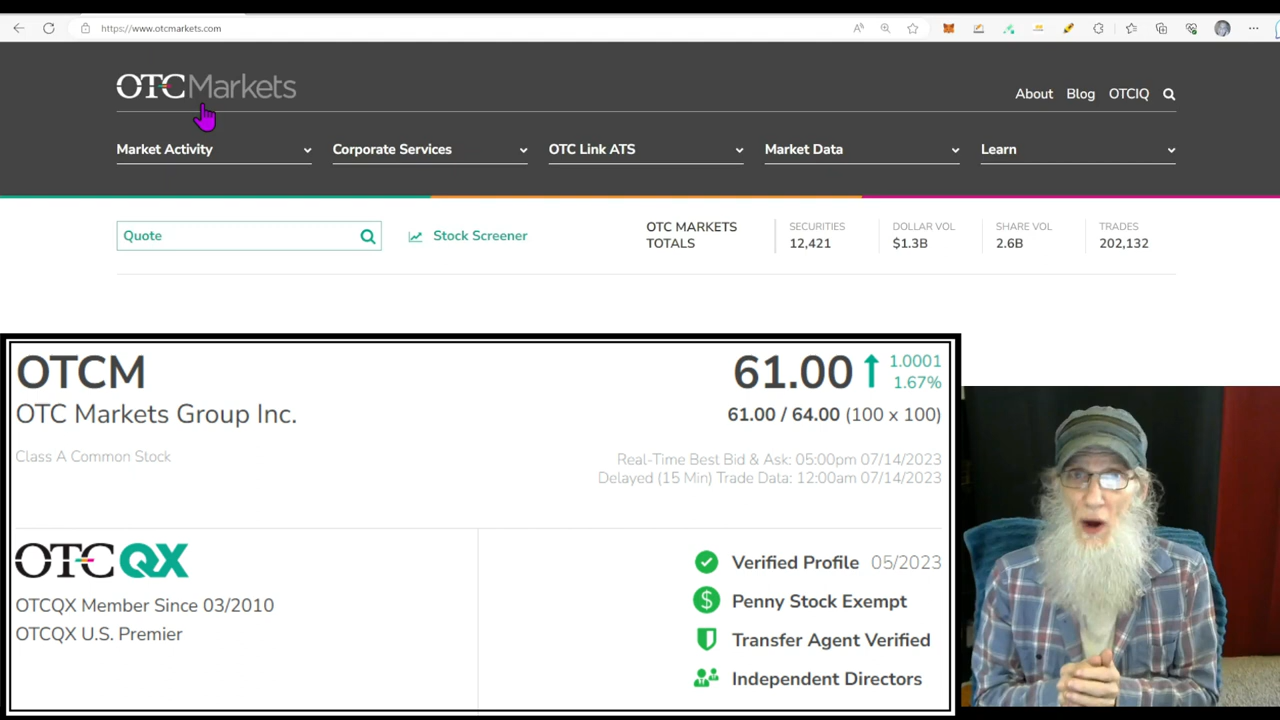 https://www.otcmarkets.com
OTCMarkets
About Blog OTCIQ
Market Activity Corporate Services OTC Link ATS Market Data Learn
Quote
Stock Screener
OTC MARKETS
TOTALS
SECURITIES
12,421
DOLLAR VOL
$1.3B
SHARE VOL
2.6B
TRADES
202,132
OTCM
OTC Markets Group Inc.
Class A Common Stock
61.00 1.0001
1.67%
61.00 / 64.00 (100 x 100)
Real-Time Best Bid & Ask: 05:00pm 07/14/2023
Delayed (15 Min) Trade Data: 12:00am 07/14/2023
OTCQX
OTCQX Member Since 03/2010
OTCQX U.S. Premier
Verified Profile 05/2023
Penny Stock Exempt
Transfer Agent Verified
Independent Directors